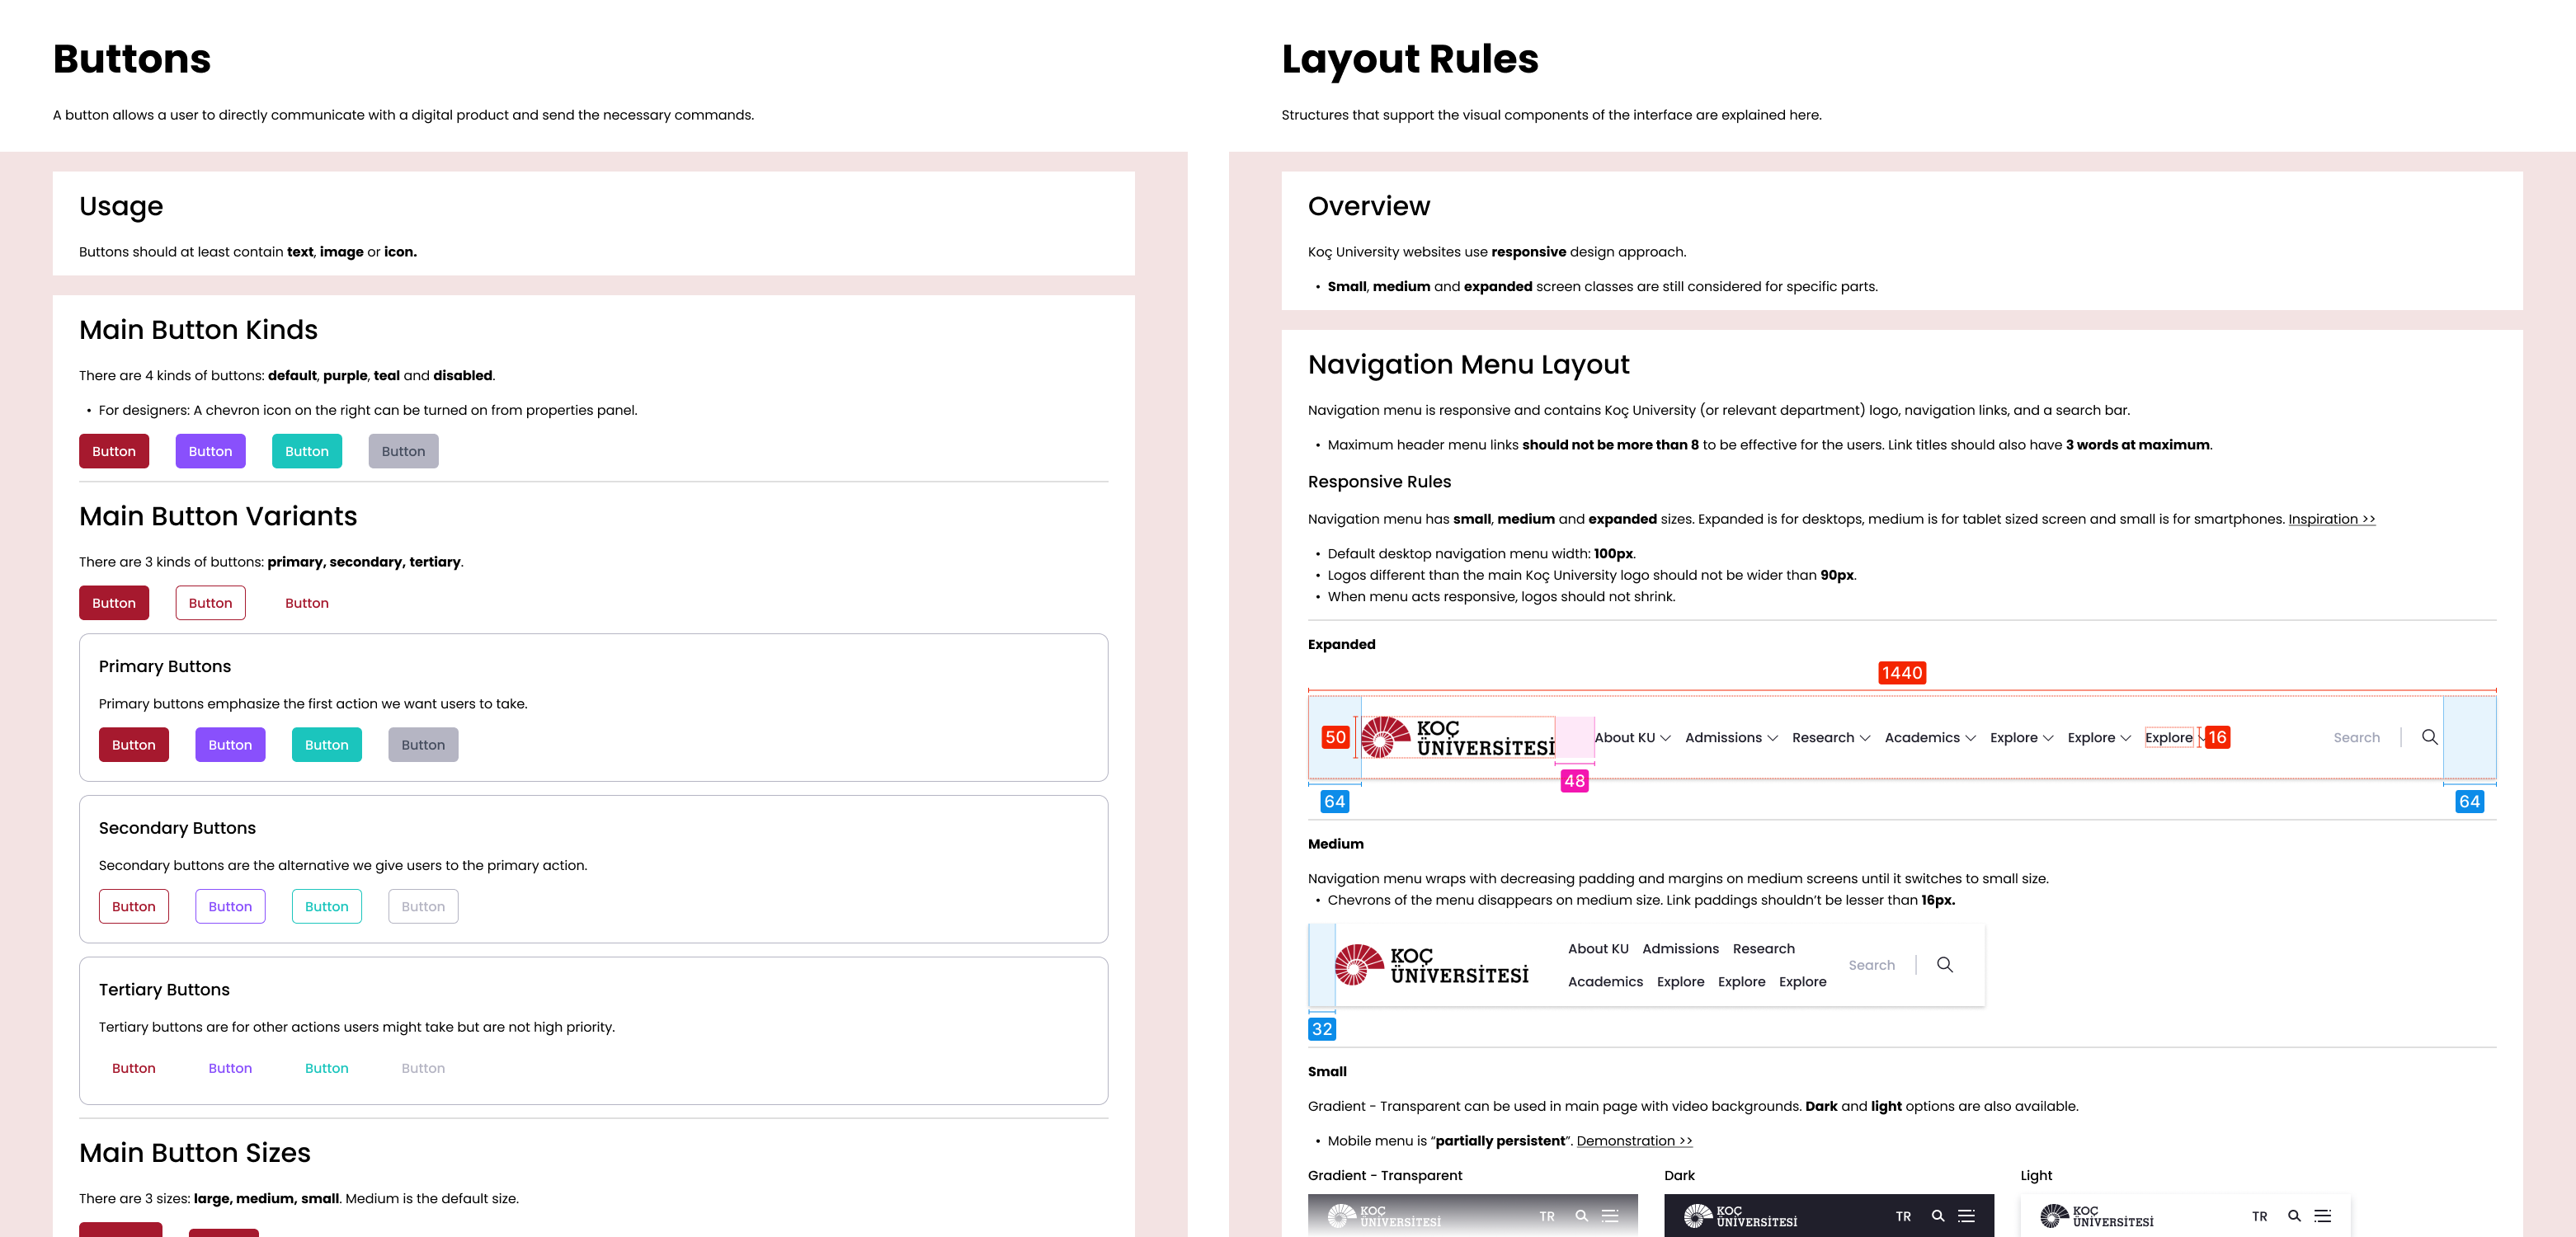 Buttons
A button allows a user to directly communicate with a digital product and send the necessary commands.
Usage
Buttons should at least contain text, image or icon.
Main Button Kinds
There are 4 kinds of buttons: default, purple, teal and disabled.
• For designers: A chevron icon on the right can be turned on from properties panel.
Button Button Button Button
Main Button Variants
There are 3 kinds of buttons: primary, secondary, tertiary.
Button Button Button
Primary Buttons
Primary buttons emphasize the first action we want users to take.
Button Button Button Button
Secondary Buttons
Secondary buttons are the alternative we give users to the primary action.
Button Button Button Button
Tertiary Buttons
Tertiary buttons are for other actions users might take but are not high priority.
Button Button Button Button
Main Button Sizes
There are 3 sizes: large, medium, small. Medium is the default size.
Layout Rules
Structures that support the visual components of the interface are explained here.
Overview
Koç University websites use responsive design approach.
• Small, medium and expanded screen classes are still considered for specific parts.
Navigation Menu Layout
Navigation menu is responsive and contains Koç University (or relevant department) logo, navigation links, and a search bar.
• Maximum header menu links should not be more than 8 to be effective for the users. Link titles should also have 3 words at maximum.
Responsive Rules
Navigation menu has small, medium and expanded sizes. Expanded is for desktops, medium is for tablet sized screen and small is for smartphones. Inspiration >>
• Default desktop navigation menu width: 100px.
• Logos different than the main Koç University logo should not be wider than 90px.
• When menu acts responsive, logos should not shrink.
Expanded
1440
50 KOÇ ÜNİVERSİTESİ About KU Admissions Research Academics Explore Explore Explore 16 Search
48
64 64
Medium
Navigation menu wraps with decreasing padding and margins on medium screens until it switches to small size.
• Chevrons of the menu disappears on medium size. Link paddings shouldn't be lesser than 16px.
KOÇ ÜNİVERSİTESİ
About KU Admissions Research
Academics Explore Explore Explore
Search
32
Small
Gradient - Transparent can be used in main page with video backgrounds. Dark and light options are also available.
• Mobile menu is “partially persistent”. Demonstration >>
Gradient - Transparent Dark Light
KOÇ ÜNİVERSİTESİ TR KOÇ ÜNİVERSİTESİ TR KOÇ ÜNİVERSİTESİ TR